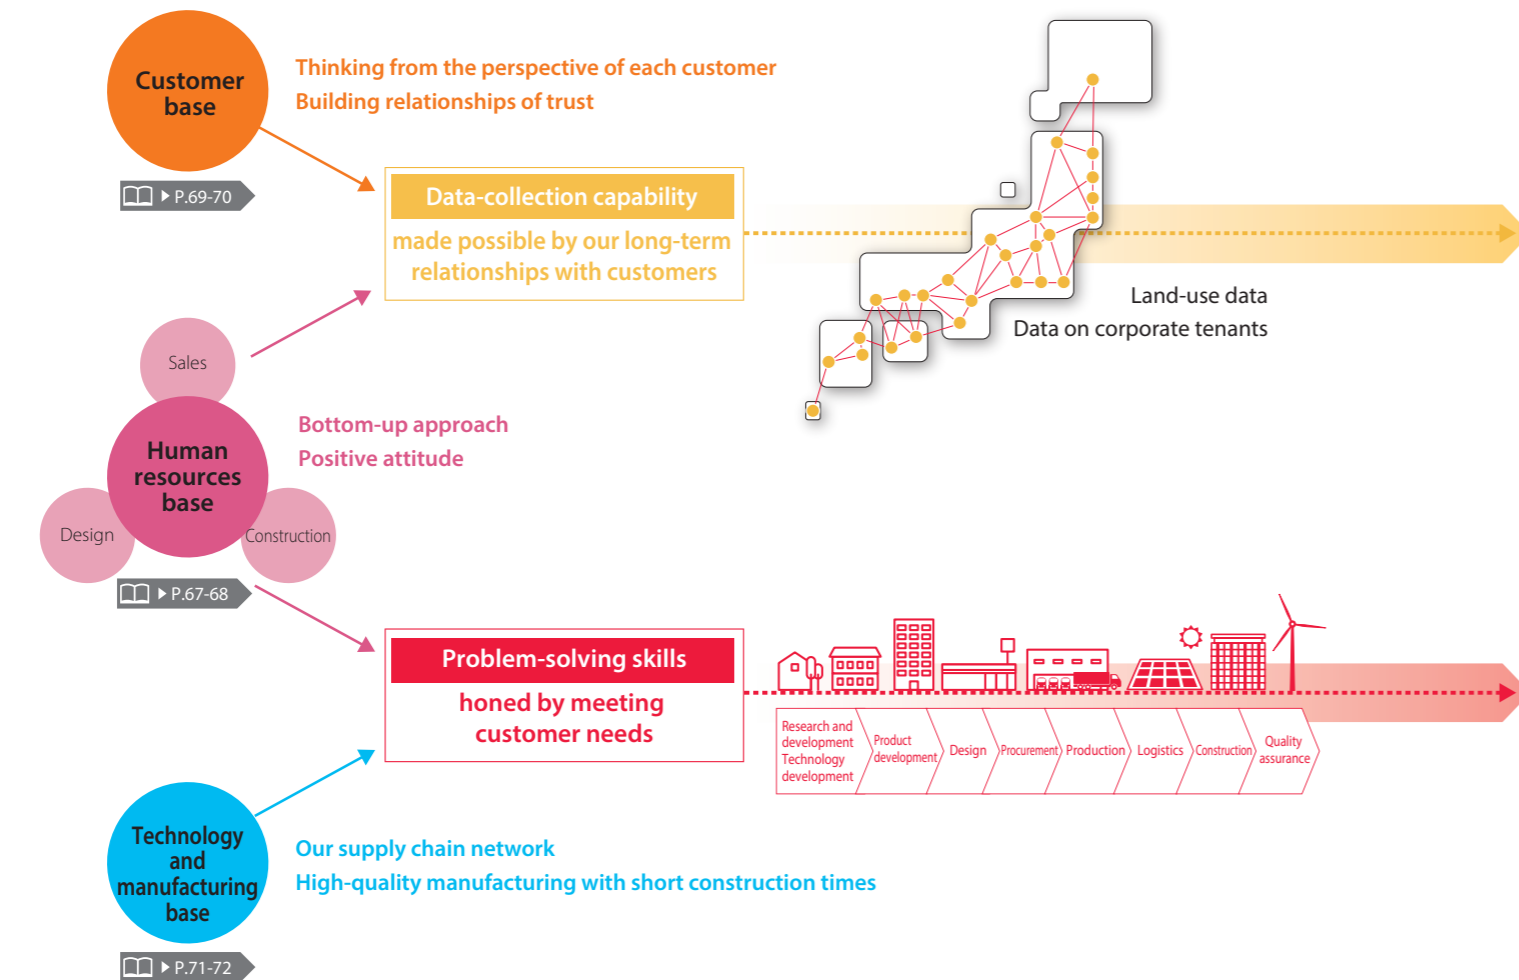 Customer
base
Thinking from the perspective of each customer
Building relationships of trust
P.69-70
Data-collection capability
made possible by our long-term
relationships with customers
Land-use data
Data on corporate tenants
Sales
Human
resources
base
Design
Construction
Bottom-up approach
Positive attitude
P.67-68
Problem-solving skills
honed by meeting
customer needs
Research and
development
Technology
development
Product
development
Design
Procurement
Production
Logistics
Construction
Quality
assurance
Technology
and
manufacturing
base
Our supply chain network
High-quality manufacturing with short construction times
P.71-72